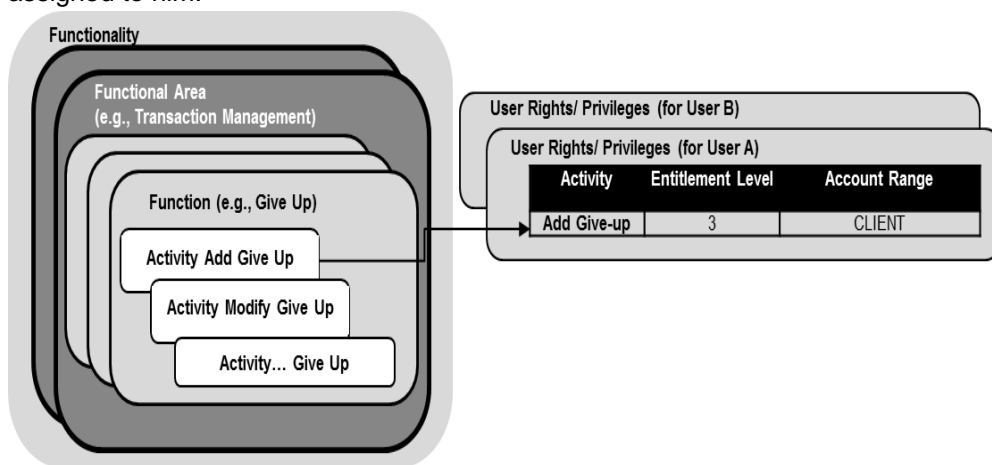 assigned to him.
Functionality
Functional Area
(e.g., Transaction Management)
Function (e.g., Give Up)
Activity Add Give Up
Activity Modify Give Up
Activity... Give Up
User Rights/ Privileges (for User B)
User Rights/ Privileges (for User A)
Activity Entitlement Level Account Range
Add Give-up 3 CLIENT